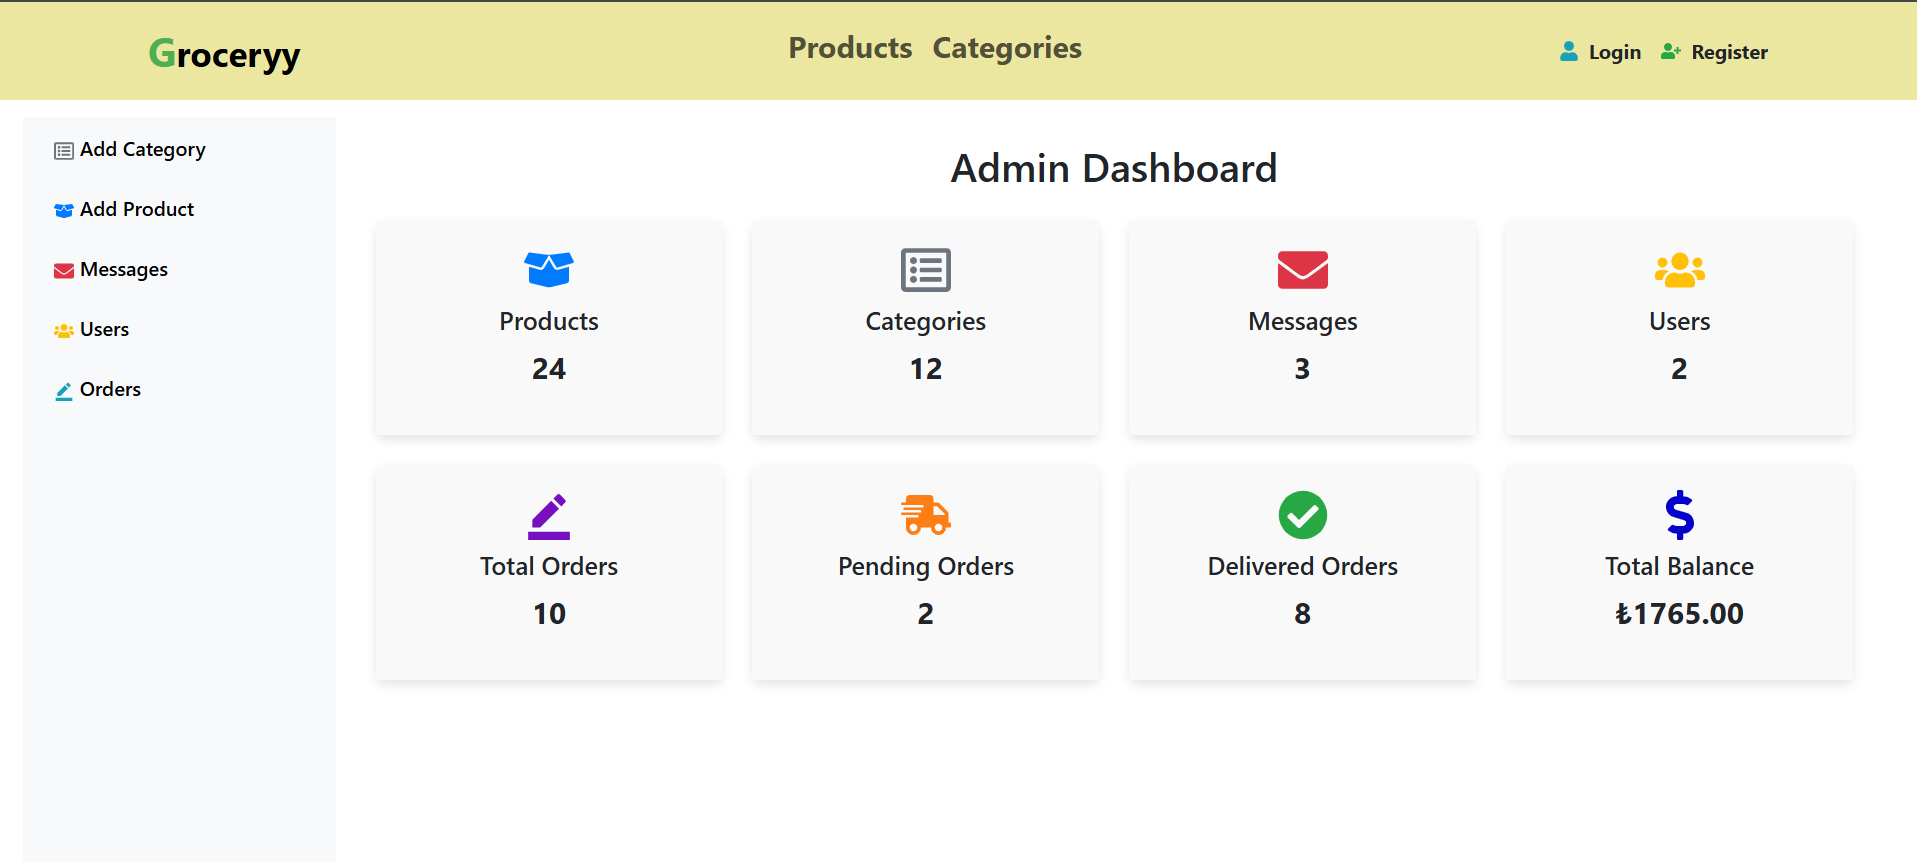 Groceryy
Products Categories
Login Register
Add Category
Add Product
Messages
Users
Orders
Admin Dashboard
Products
24
Categories
12
Messages
3
Users
2
Total Orders
10
Pending Orders
2
Delivered Orders
8
Total Balance
₺1765.00